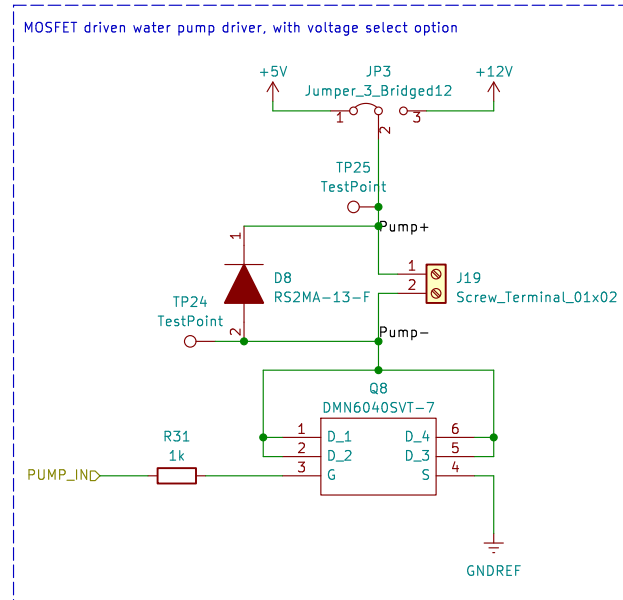 MOSFET driven water pump driver, with voltage select option
+5V
JP3
+12V
Jumper_3_Bridged12
1
2
3
TP25
TestPoint
Pump+
1
D8
RS2MA-13-F
2
1
2
J19
Screw_Terminal_01x02
TP24
TestPoint
Pump-
Q8
DMN6040SVT-7
1
D_1
D_4
6
2
D_2
D_3
5
3
G
S
4
R31
1k
PUMP_IN
GNDREF